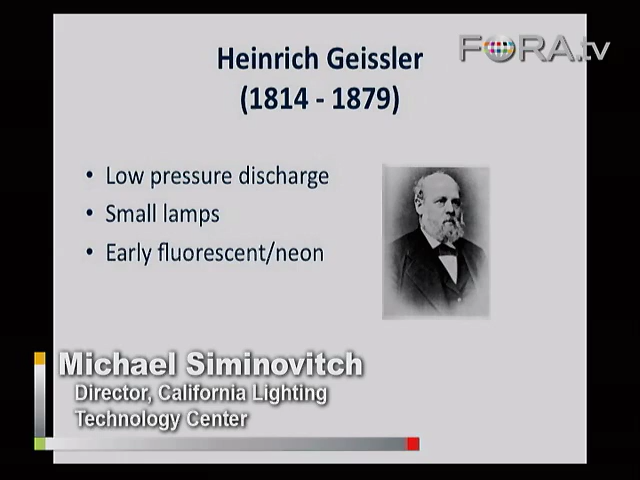 FORA.tv
Heinrich Geissler
(1814 - 1879)
• Low pressure discharge
• Small lamps
• Early fluorescent/neon
Michael Siminovitch
Director, California Lighting
Technology Center